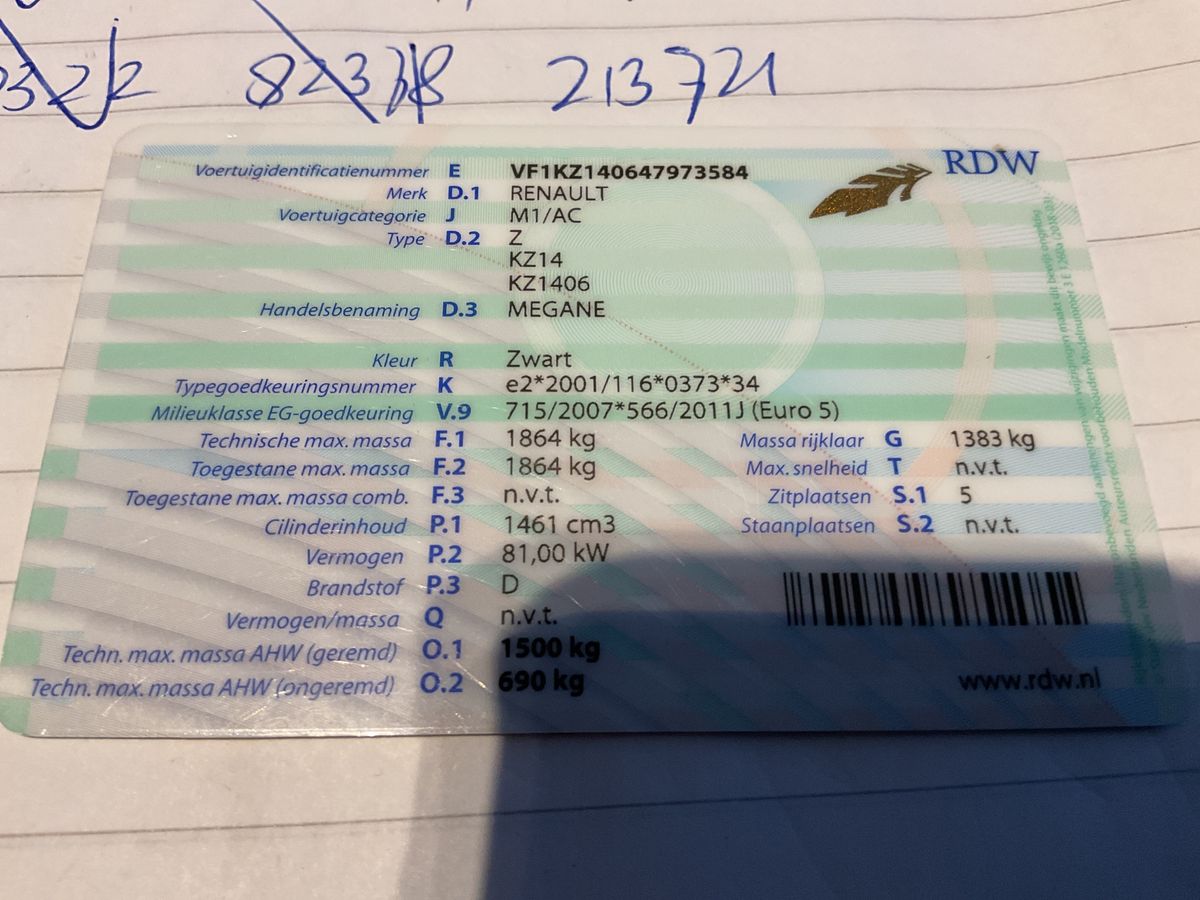 213721
Voertuigidentificatienummer E VF1KZ140647973584
RDW
Merk D.1 RENAULT
Voertuigcategorie J M1/AC
Type D.2 Z
KZ14
KZ1406
Handelsbenaming D.3 MEGANE
Kleur R Zwart
Typegoedkeuringsnummer K e2*2001/116*0373*34
Milieuklasse EG-goedkeuring V.9 715/2007*566/2011J (Euro 5)
Technische max. massa F.1 1864 kg Massa rijklaar G 1383 kg
Toegestane max. massa F.2 1864 kg Max. snelheid T n.v.t.
Toegestane max. massa comb. F.3 n.v.t. Zitplaatsen S.1 5
Cilinderinhoud P.1 1461 cm3 Staanplaatsen S.2 n.v.t.
Vermogen P.2 81,00 kW
Brandstof P.3 D
Vermogen/massa Q n.v.t.
Techn. max. massa AHW (geremd) O.1 1500 kg
Techn. max. massa AHW (ongeremd) O.2 690 kg
www.rdw.nl